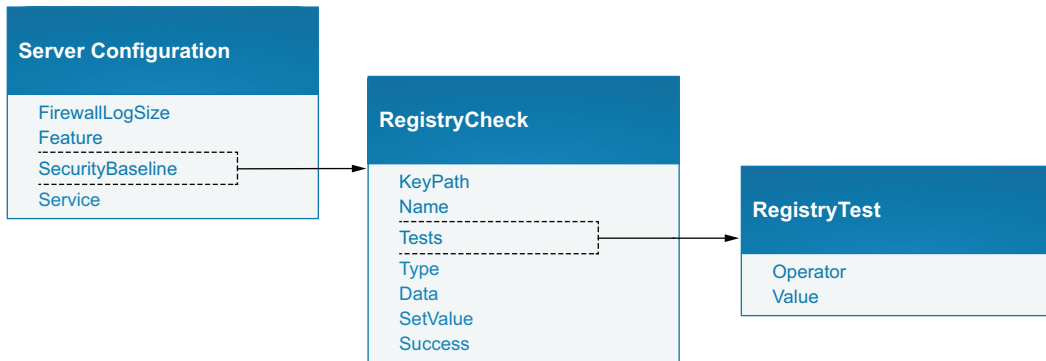 Server Configuration
FirewallLogSize
Feature
SecurityBaseline
Service
RegistryCheck
KeyPath
Name
Tests
Type
Data
SetValue
Success
RegistryTest
Operator
Value